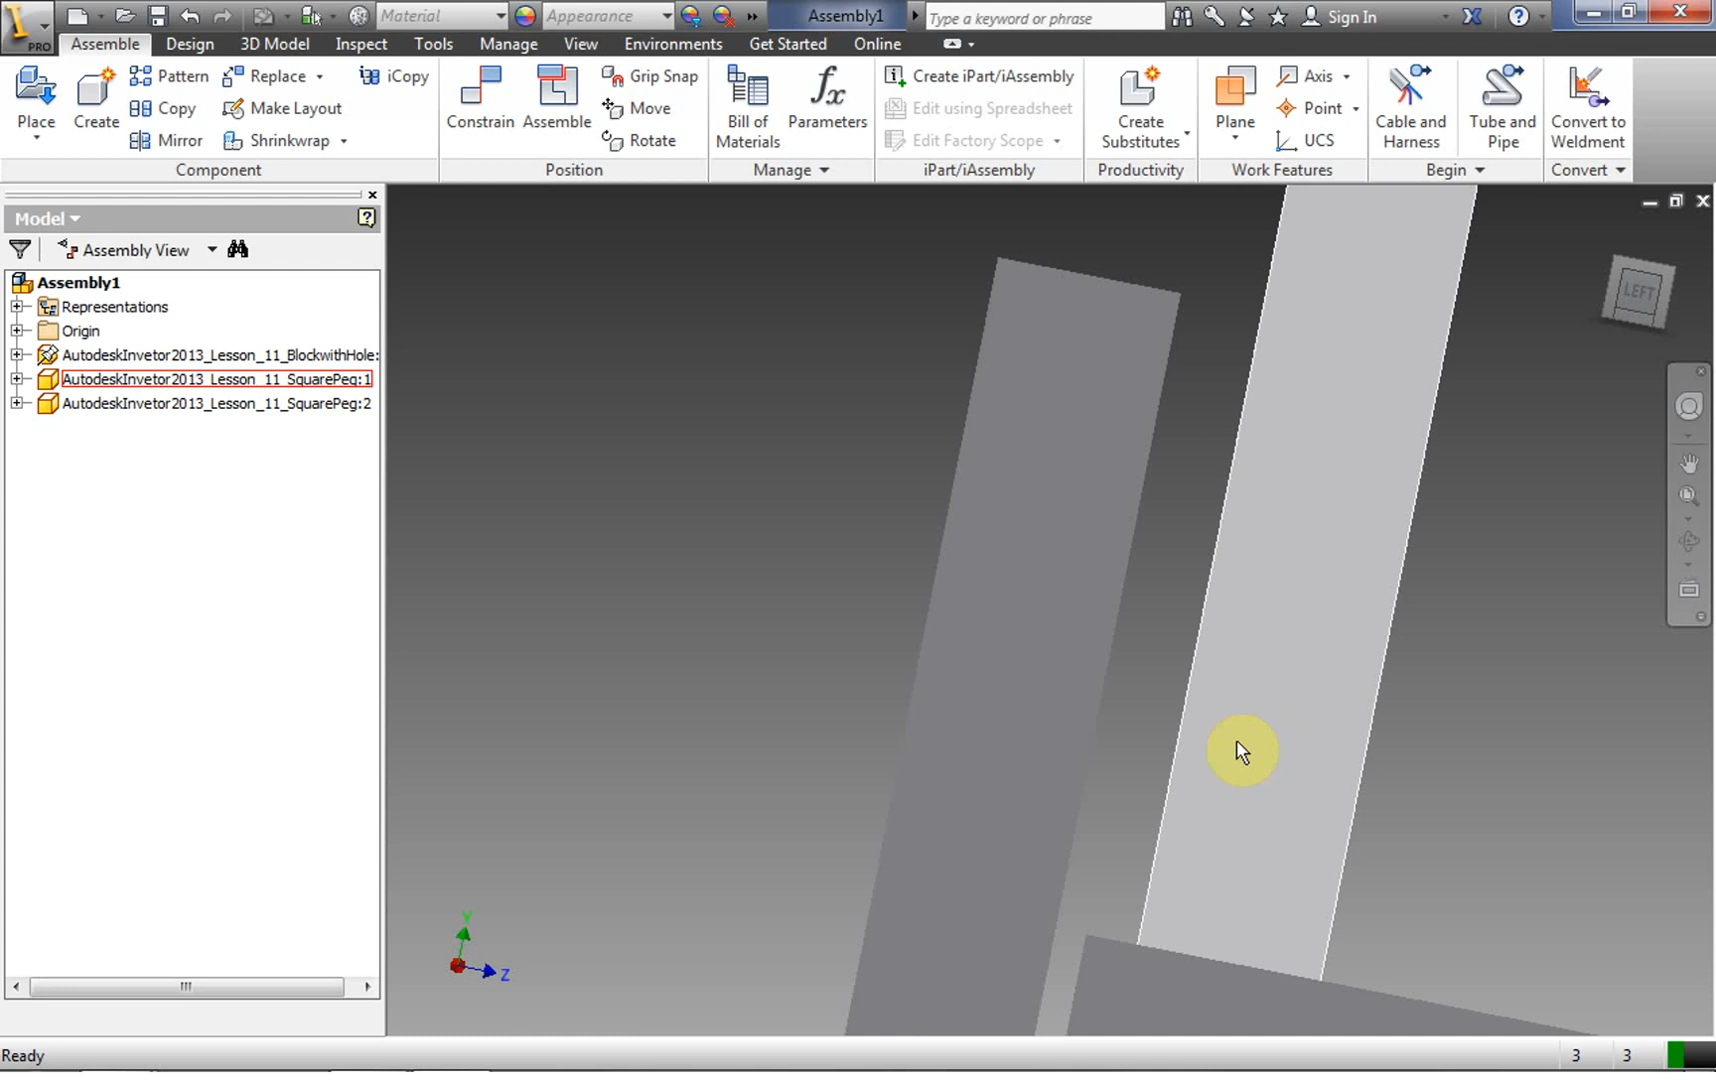 PRO
Material
Appearance
Assembly1
Type a keyword or phrase
Sign In
Assemble Design 3D Model Inspect Tools Manage View Environments Get Started Online
Place
Create
Pattern
Copy
Mirror
Replace
Make Layout
Shrinkwrap
iCopy
Component
Constrain
Assemble
Grip Snap
Move
Rotate
Position
Bill of
Materials
fx
Parameters
Manage
Create iPart/iAssembly
Edit using Spreadsheet
Edit Factory Scope
iPart/iAssembly
Create
Substitutes
Productivity
Plane
Axis
Point
UCS
Work Features
Cable and
Harness
Tube and
Pipe
Begin
Convert to
Weldment
Convert
Model
Assembly View
Assembly1
Representations
Origin
AutodeskInvetor2013_Lesson_11_BlockwithHole:
AutodeskInvetor2013_Lesson_11_SquarePeg:1
AutodeskInvetor2013_Lesson_11_SquarePeg:2
LEFT
Y
Z
Ready
3 3